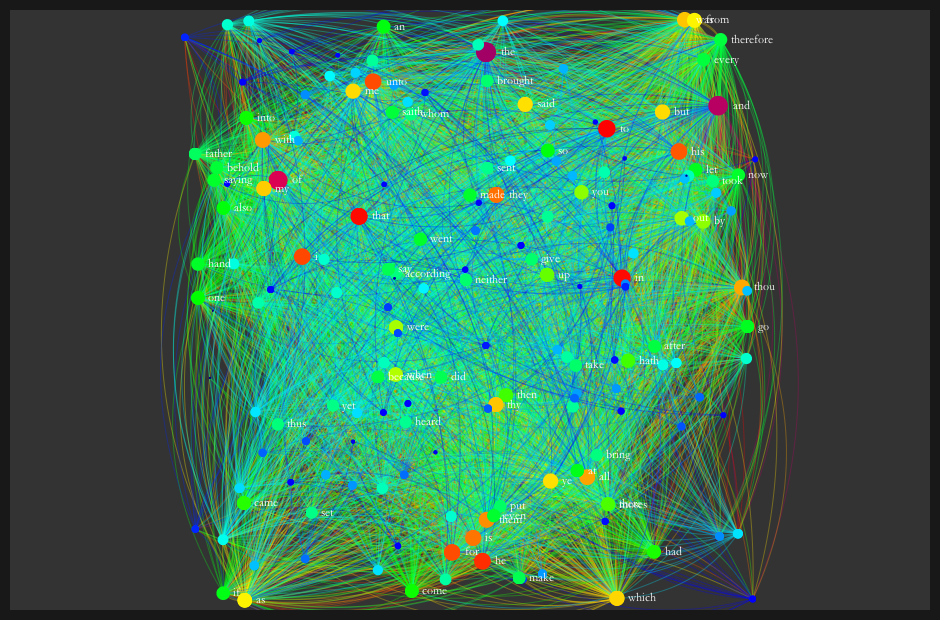 an
from
therefore
the
every
unto
brought
me
said
and
saith
whom
but
into
to
with
so
his
father
behold
sent
let
now
saying
of
took
my
made
they
you
also
that
out
by
went
give
i
hand
say
according
up
in
neither
thou
one
were
go
after
hath
take
because
when
did
then
yet
thy
thus
heard
bring
at
all
ye
came
put
there
set
even
them
is
for
had
he
make
come
it
as
which